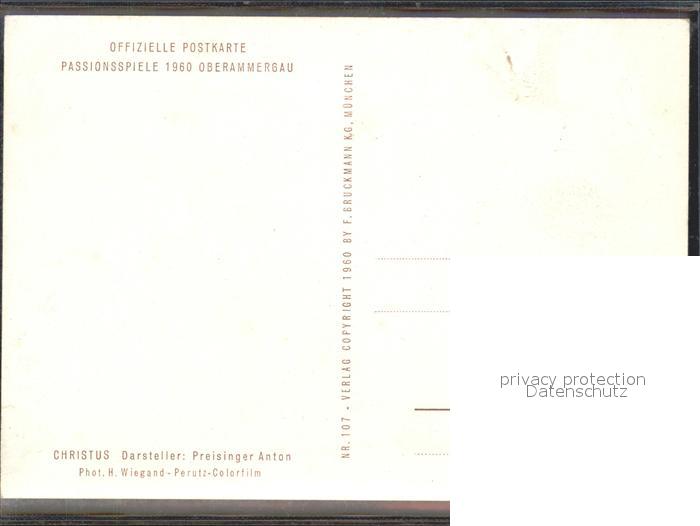 OFFIZIELLE POSTKARTE
PASSIONSSPIELE 1960 OBERAMMERGAU
NR. 107 - VERLAG COPYRIGHT 1960 BY F. BRUCKMANN KG, MÜNCHEN
CHRISTUS Darsteller: Preisinger Anton
Phot. H. Wiegand - Perutz-Colorfilm
privacy protection
Datenschutz